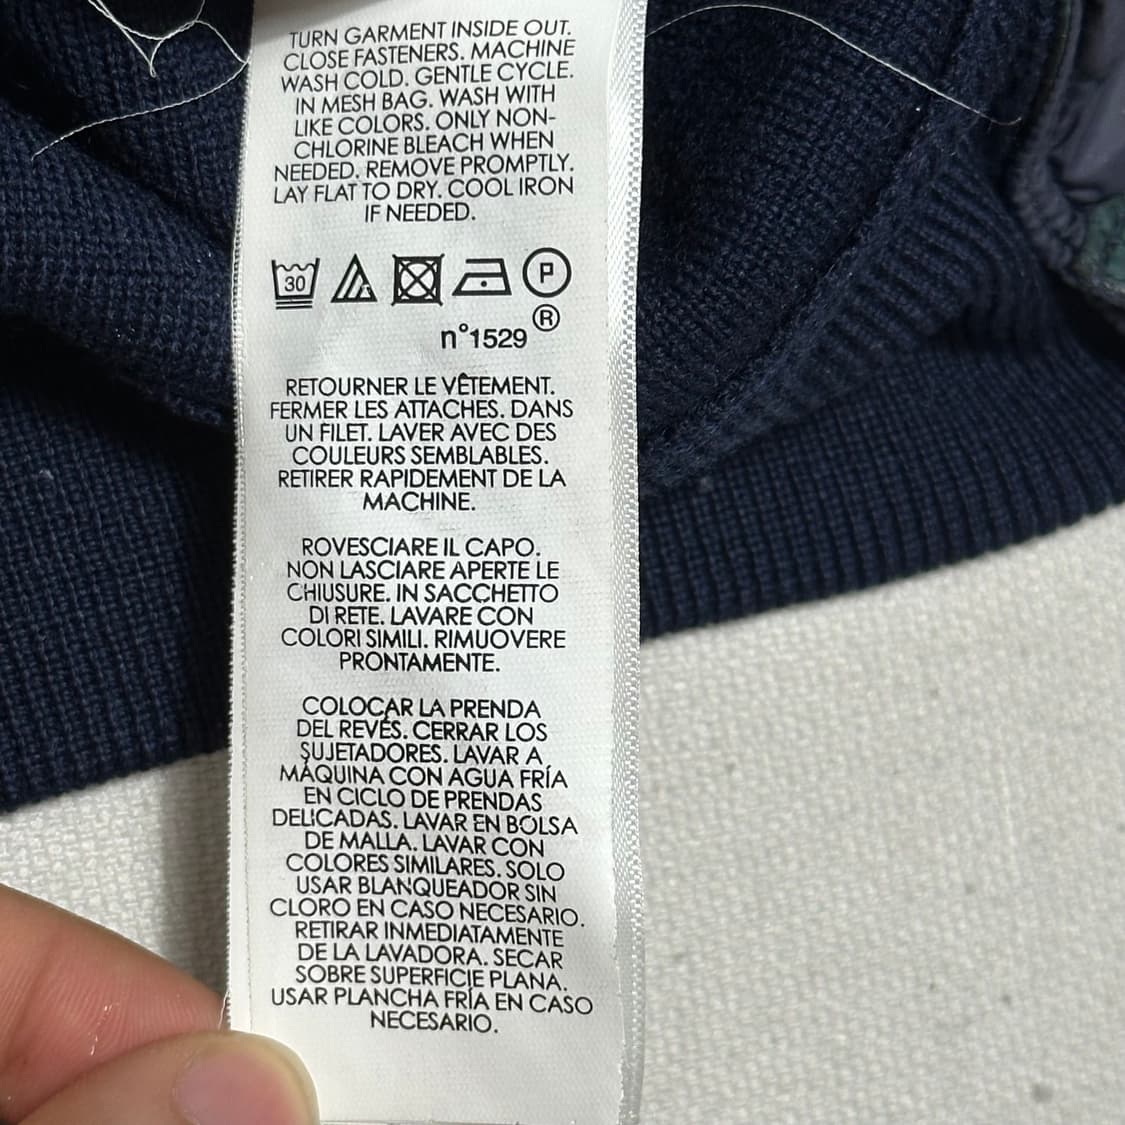 TURN GARMENT INSIDE OUT.
CLOSE FASTENERS. MACHINE
WASH COLD. GENTLE CYCLE.
IN MESH BAG. WASH WITH
LIKE COLORS. ONLY NON-
CHLORINE BLEACH WHEN
NEEDED. REMOVE PROMPTLY.
LAY FLAT TO DRY. COOL IRON
IF NEEDED.
30 P
n°1529 ®
RETOURNER LE VÊTEMENT.
FERMER LES ATTACHES. DANS
UN FILET. LAVER AVEC DES
COULEURS SEMBLABLES.
RETIRER RAPIDEMENT DE LA
MACHINE.
ROVESCIARE IL CAPO.
NON LASCIARE APERTE LE
CHIUSURE. IN SACCHETTO
DI RETE. LAVARE CON
COLORI SIMILI. RIMUOVERE
PRONTAMENTE.
COLOCAR LA PRENDA
DEL REVÉS. CERRAR LOS
SUJETADORES. LAVAR A
MÁQUINA CON AGUA FRÍA
EN CICLO DE PRENDAS
DELICADAS. LAVAR EN BOLSA
DE MALLA. LAVAR CON
COLORES SIMILARES. SOLO
USAR BLANQUEADOR SIN
CLORO EN CASO NECESARIO.
RETIRAR INMEDIATAMENTE
DE LA LAVADORA. SECAR
SOBRE SUPERFICIE PLANA.
USAR PLANCHA FRÍA EN CASO
NECESARIO.